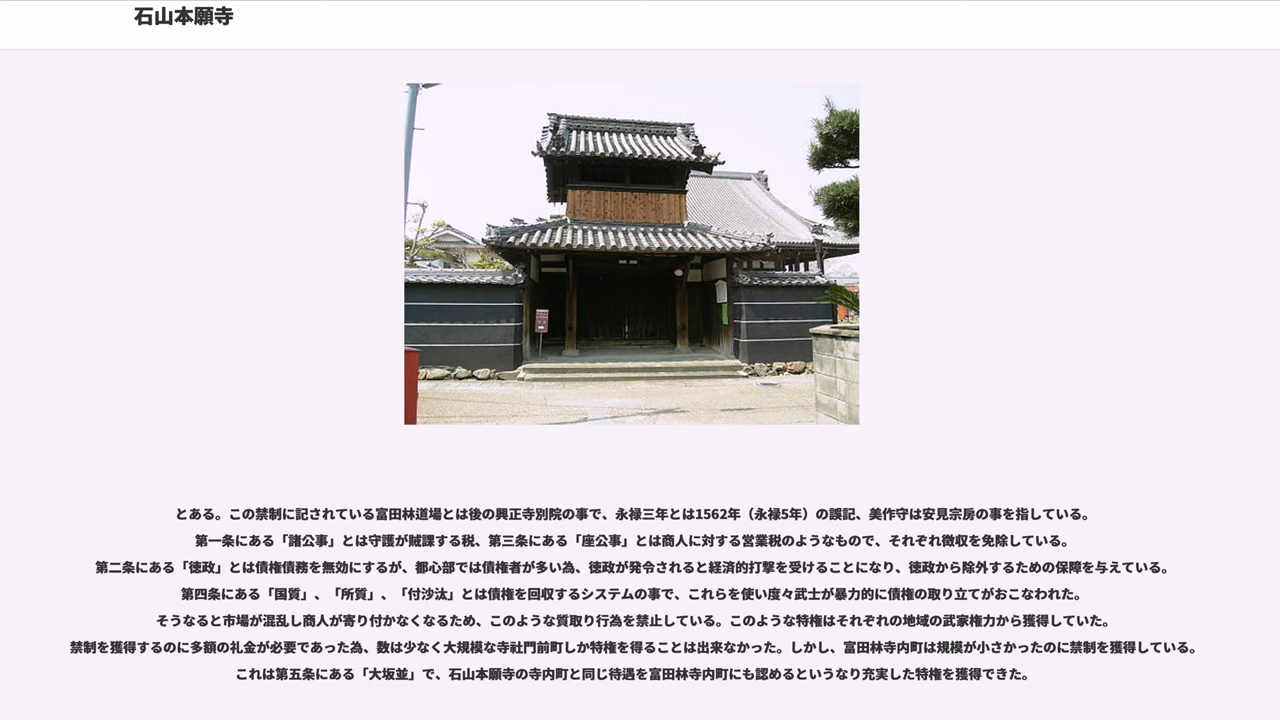 石山本願寺
とある。この禁制に記されている富田林道場とは後の興正寺別院の事で、永禄三年とは1562年（永禄5年）の誤記、美作守は安見宗房の事を指している。
第一条にある「諸公事」とは守護が賦課する税、第三条にある「座公事」とは商人に対する営業税のようなもので、それぞれ徴収を免除している。
第二条にある「徳政」とは債権債務を無効にするが、都心部では債権者が多い為、徳政が発令されると経済的打撃を受けることになり、徳政から除外するための保障を与えている。
第四条にある「国質」、「所質」、「付沙汰」とは債権を回収するシステムの事で、これらを使い度々武士が暴力的に債権の取り立てがおこなわれた。
そうなると市場が混乱し商人が寄り付かなくなるため、このような質取り行為を禁止している。このような特権はそれぞれの地域の武家権力から獲得していた。
禁制を獲得するのに多額の礼金が必要であった為、数は少なく大規模な寺社門前町しか特権を得ることは出来なかった。しかし、富田林寺内町は規模が小さかったのに禁制を獲得している。
これは第五条にある「大坂並」で、石山本願寺の寺内町と同じ待遇を富田林寺内町にも認めるというなり充実した特権を獲得できた。